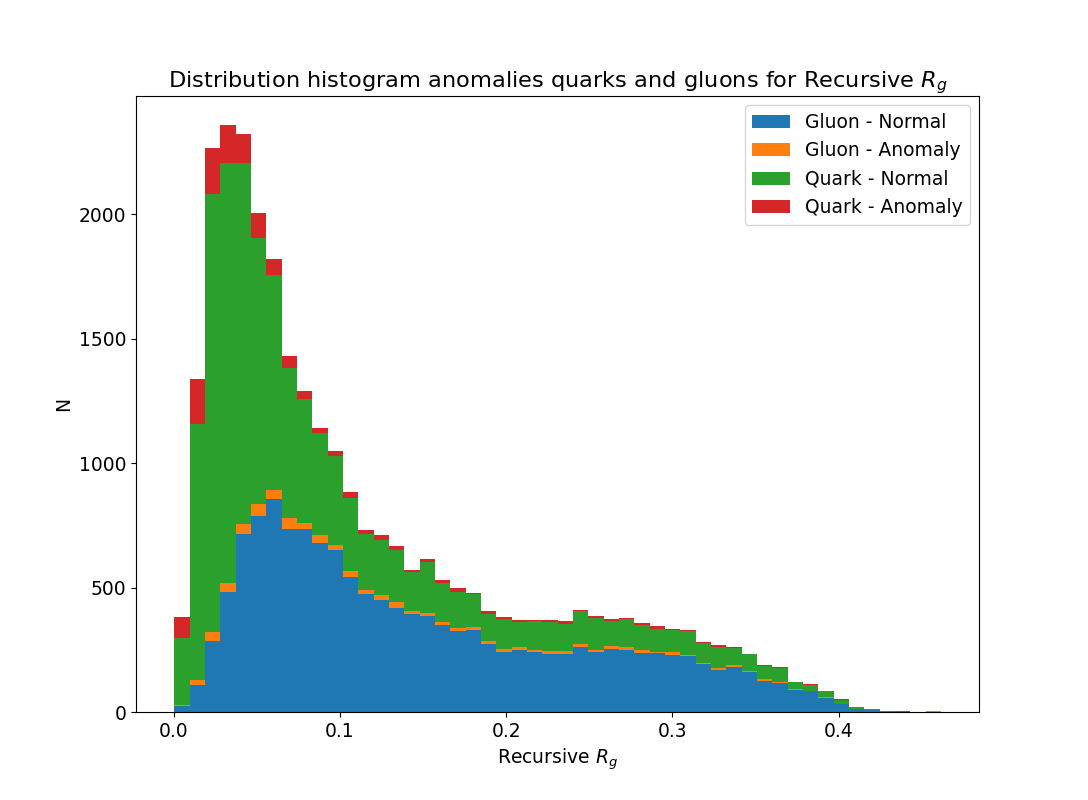 Distribution histogram anomalies quarks and gluons for Recursive $R_g$
Gluon - Normal
Gluon - Anomaly
Quark - Normal
Quark - Anomaly
N
2000
1500
1000
500
0
0.0 0.1 0.2 0.3 0.4
Recursive $R_g$